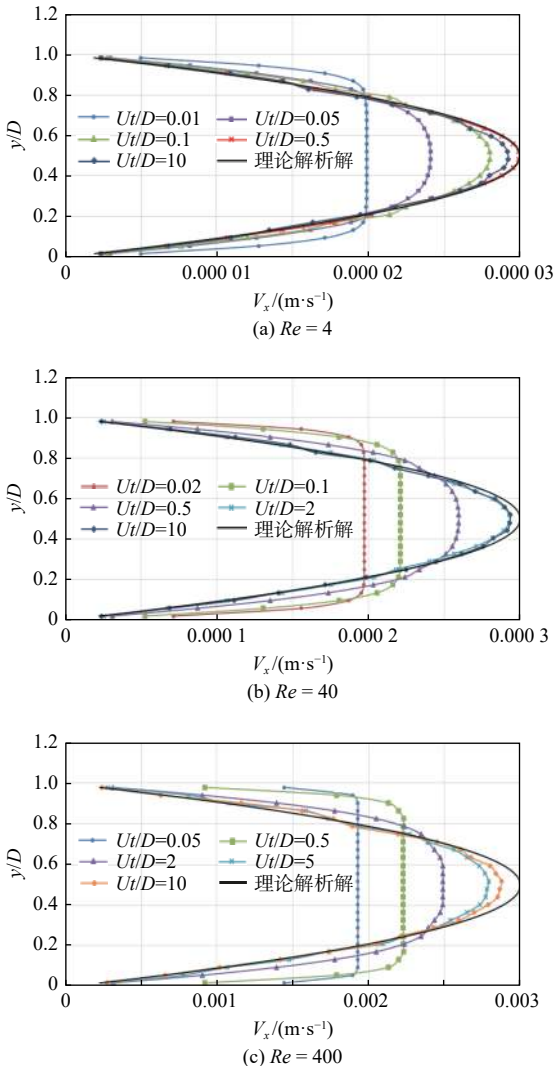 1.2
1.0
0.8
0.6
0.4
0.2
0
y/D
Ut/D=0.01 Ut/D=0.05
Ut/D=0.1 Ut/D=0.5
Ut/D=10 理论解析解
0 0.000 01 0.000 02 0.000 03
Vₓ/(m·s⁻¹)
(a) Re = 4
1.2
1.0
0.8
0.6
0.4
0.2
0
y/D
Ut/D=0.02 Ut/D=0.1
Ut/D=0.5 Ut/D=2
Ut/D=10 理论解析解
0 0.000 1 0.000 2 0.000 3
Vₓ/(m·s⁻¹)
(b) Re = 40
1.2
1.0
0.8
0.6
0.4
0.2
0
y/D
Ut/D=0.05 Ut/D=0.5
Ut/D=2 Ut/D=5
Ut/D=10 理论解析解
0 0.001 0.002 0.003
Vₓ/(m·s⁻¹)
(c) Re = 400